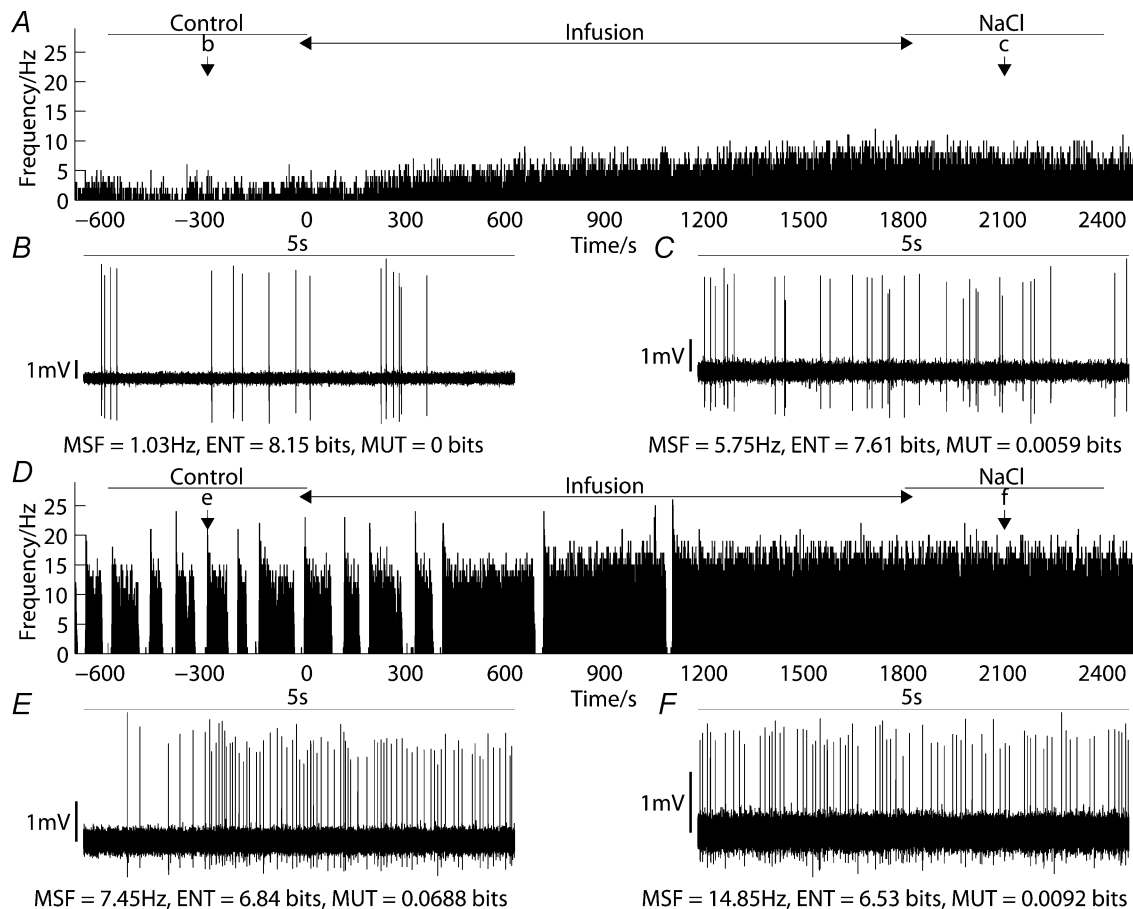 A
Control
Infusion
NaCl
b
c
Frequency/Hz
25
20
15
10
5
0
−600 −300 0 300 600 900 1200 1500 1800 2100 2400
Time/s
B
5s
1mV
MSF = 1.03Hz, ENT = 8.15 bits, MUT = 0 bits
C
5s
1mV
MSF = 5.75Hz, ENT = 7.61 bits, MUT = 0.0059 bits
D
Control
Infusion
NaCl
e
f
Frequency/Hz
25
20
15
10
5
0
−600 −300 0 300 600 900 1200 1500 1800 2100 2400
Time/s
E
5s
1mV
MSF = 7.45Hz, ENT = 6.84 bits, MUT = 0.0688 bits
F
5s
1mV
MSF = 14.85Hz, ENT = 6.53 bits, MUT = 0.0092 bits